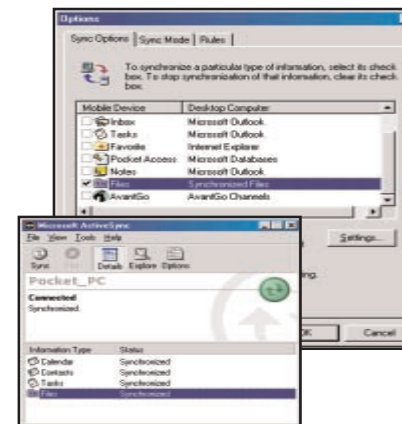 Options
Sync Options Sync Mode Rules
To synchronize a particular type of information, select its check
box. To stop synchronization of that information, clear its check
box.
Mobile Device Desktop Computer
Inbox Microsoft Outlook
Tasks Microsoft Outlook
Favorite Internet Explorer
Pocket Access Microsoft Databases
Notes Microsoft Outlook
Files Synchronized Files
AvantGo AvantGo Channels
Settings...
ng.
OK Cancel
Microsoft ActiveSync
File View Tools Help
Sync Details Explore Options
Pocket_PC
Connected
Synchronized
Information Type Status
Calendar Synchronized
Contacts Synchronized
Tasks Synchronized
Files Synchronized